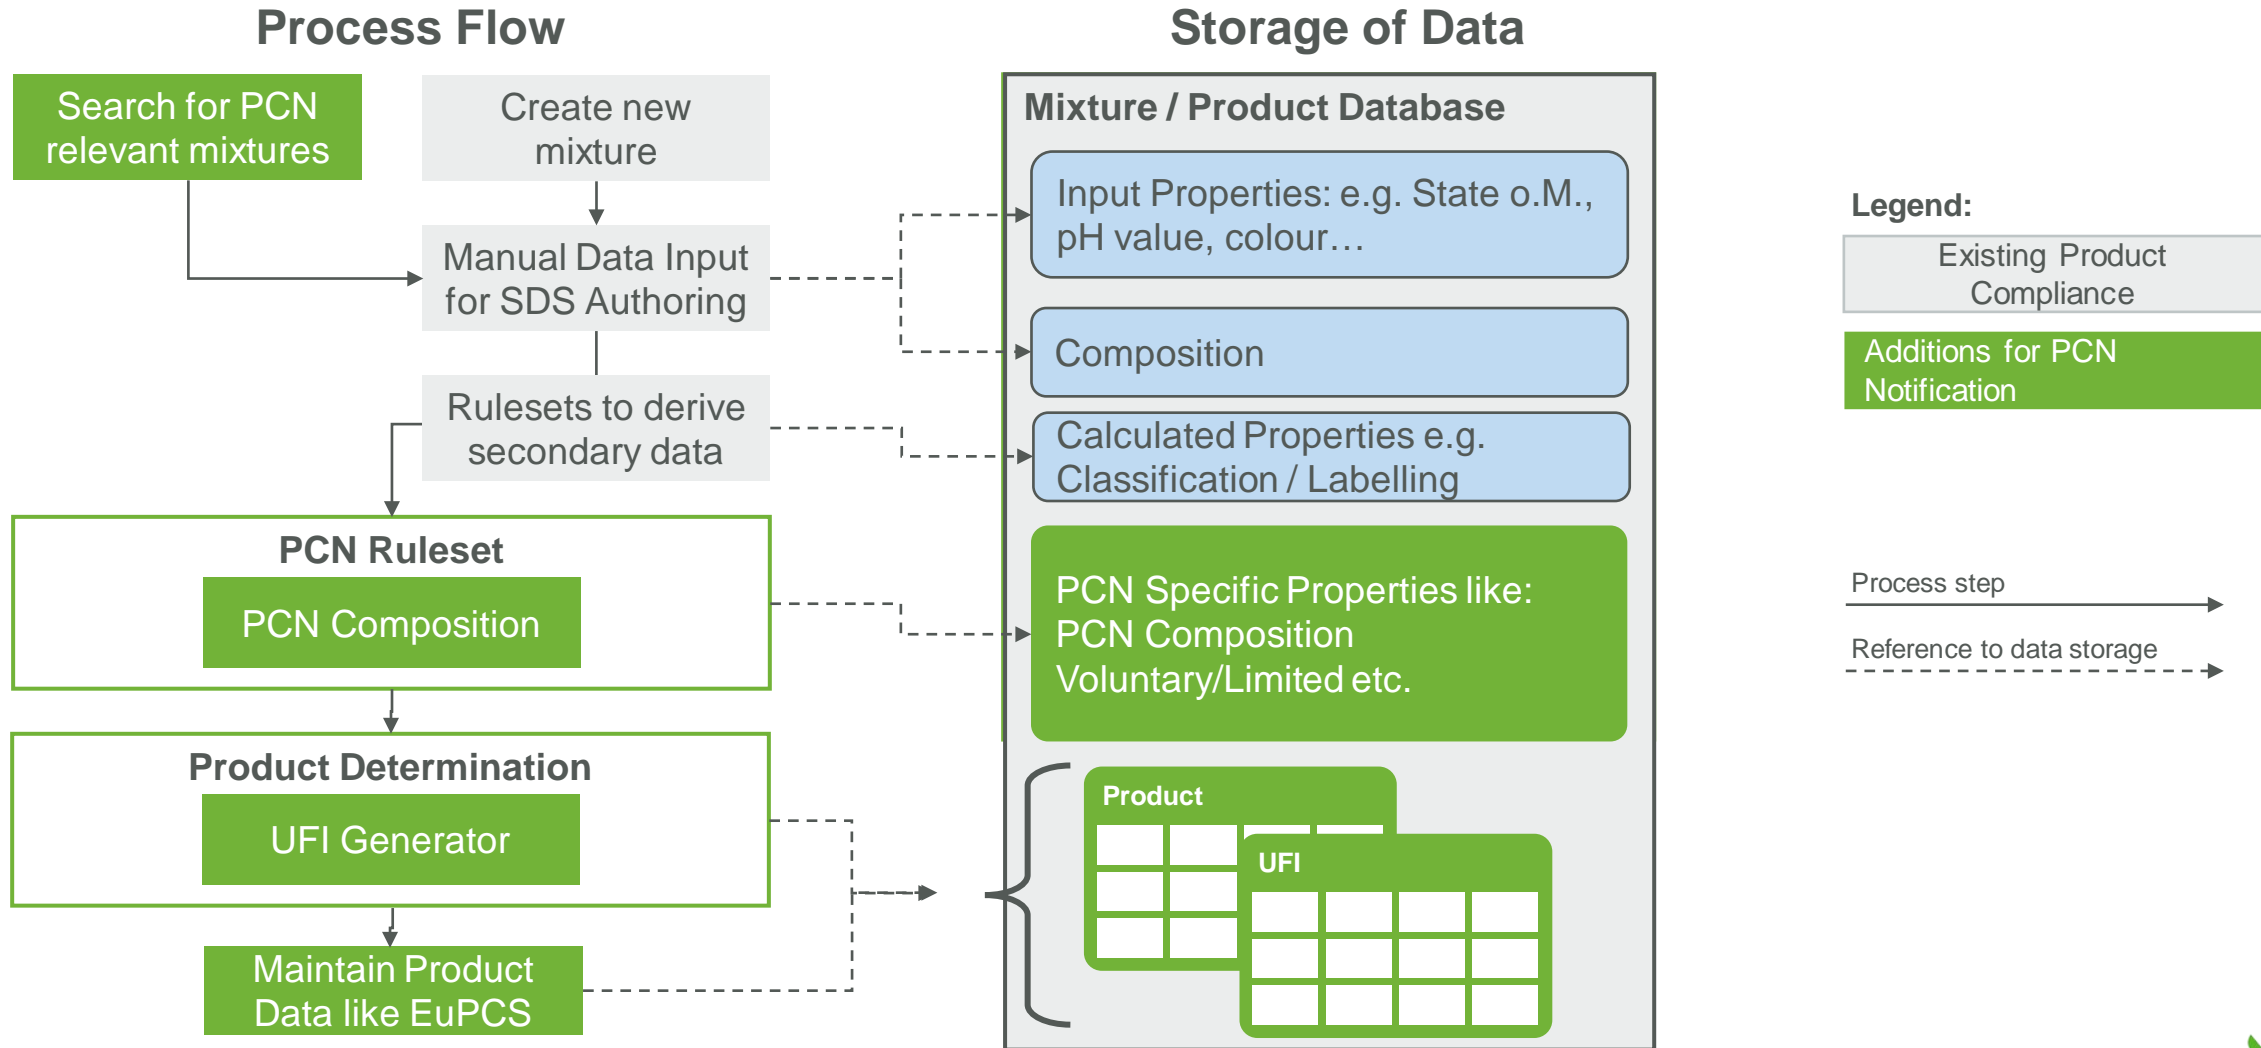 Process Flow
Storage of Data
Search for PCN
relevant mixtures
Create new
mixture
Manual Data Input
for SDS Authoring
Rulesets to derive
secondary data
PCN Ruleset
PCN Composition
Product Determination
UFI Generator
Maintain Product
Data like EuPCS
Mixture / Product Database
Input Properties: e.g. State o.M.,
pH value, colour…
Composition
Calculated Properties e.g.
Classification / Labelling
PCN Specific Properties like:
PCN Composition
Voluntary/Limited etc.
Product
UFI
Legend:
Existing Product
Compliance
Additions for PCN
Notification
Process step
Reference to data storage